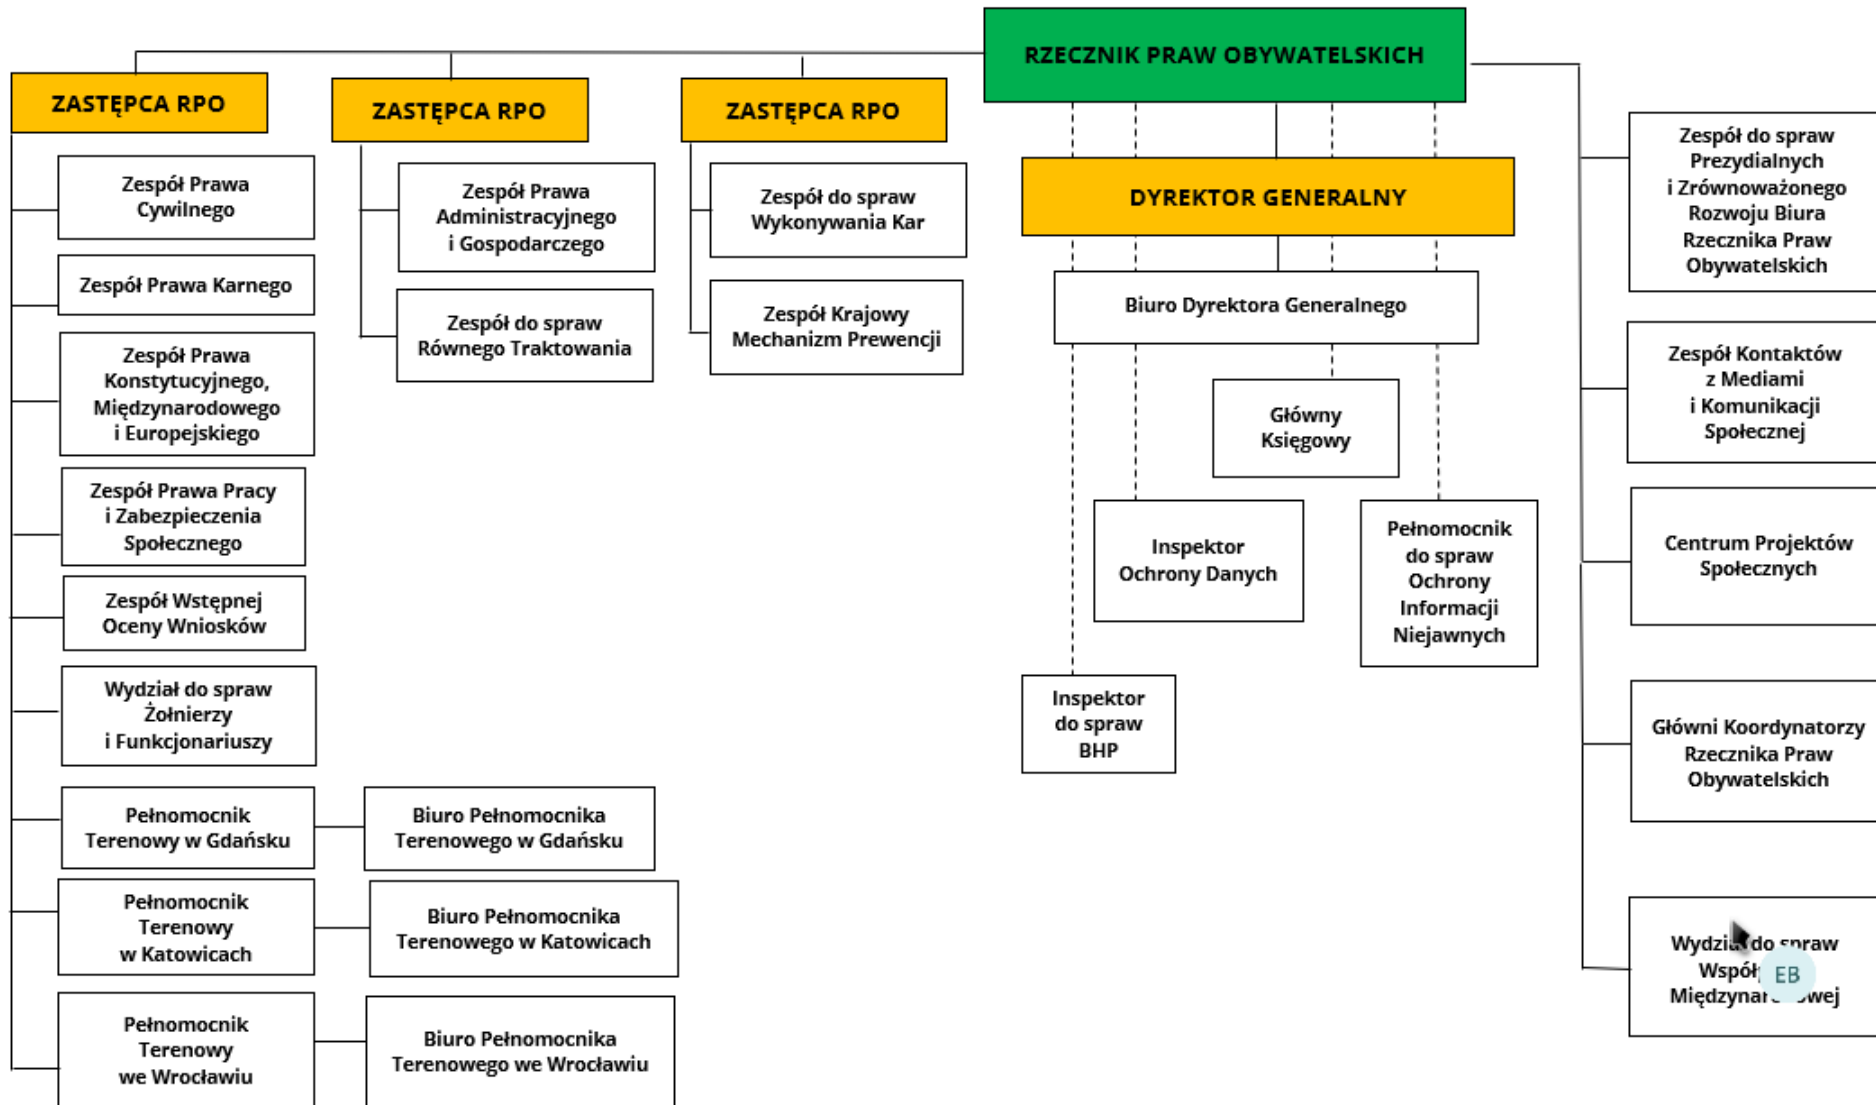 RZECZNIK PRAW OBYWATELSKICH
ZASTĘPCA RPO
ZASTĘPCA RPO
ZASTĘPCA RPO
Zespół Prawa
Cywilnego
Zespół Prawa Karnego
Zespół Prawa
Konstytucyjnego,
Międzynarodowego
i Europejskiego
Zespół Prawa Pracy
i Zabezpieczenia
Społecznego
Zespół Wstępnej
Oceny Wniosków
Wydział do spraw
Żołnierzy
i Funkcjonariuszy
Pełnomocnik
Terenowy w Gdańsku
Biuro Pełnomocnika
Terenowego w Gdańsku
Pełnomocnik
Terenowy
w Katowicach
Biuro Pełnomocnika
Terenowego w Katowicach
Pełnomocnik
Terenowy
we Wrocławiu
Biuro Pełnomocnika
Terenowego we Wrocławiu
Zespół Prawa
Administracyjnego
i Gospodarczego
Zespół do spraw
Równego Traktowania
Zespół do spraw
Wykonywania Kar
Zespół Krajowy
Mechanizm Prewencji
DYREKTOR GENERALNY
Biuro Dyrektora Generalnego
Główny
Księgowy
Inspektor
Ochrony Danych
Pełnomocnik
do spraw
Ochrony
Informacji
Niejawnych
Inspektor
do spraw
BHP
Zespół do spraw
Prezydialnych
i Zrównoważonego
Rozwoju Biura
Rzecznika Praw
Obywatelskich
Zespół Kontaktów
z Mediami
i Komunikacji
Społecznej
Centrum Projektów
Społecznych
Główni Koordynatorzy
Rzecznika Praw
Obywatelskich
do spraw
EB